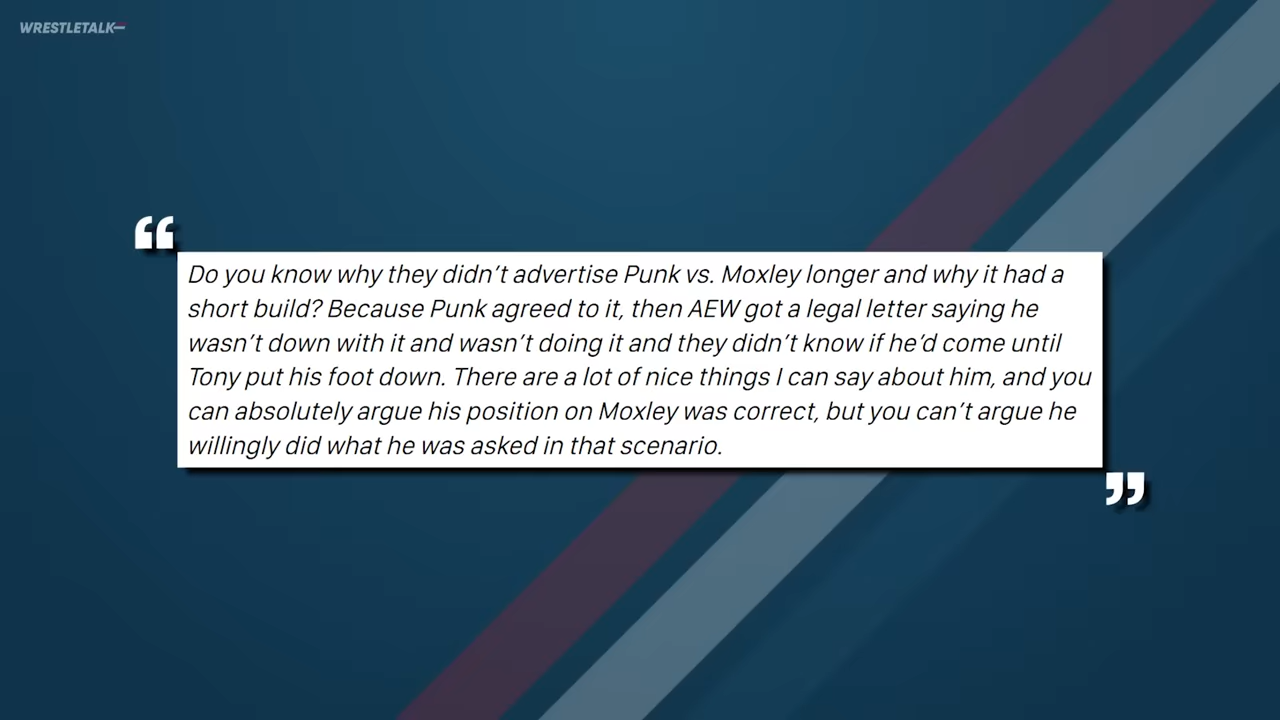 WRESTLETALK
“
Do you know why they didn’t advertise Punk vs. Moxley longer and why it had a
short build? Because Punk agreed to it, then AEW got a legal letter saying he
wasn’t down with it and wasn’t doing it and they didn’t know if he’d come until
Tony put his foot down. There are a lot of nice things I can say about him, and you
can absolutely argue his position on Moxley was correct, but you can’t argue he
willingly did what he was asked in that scenario.
”